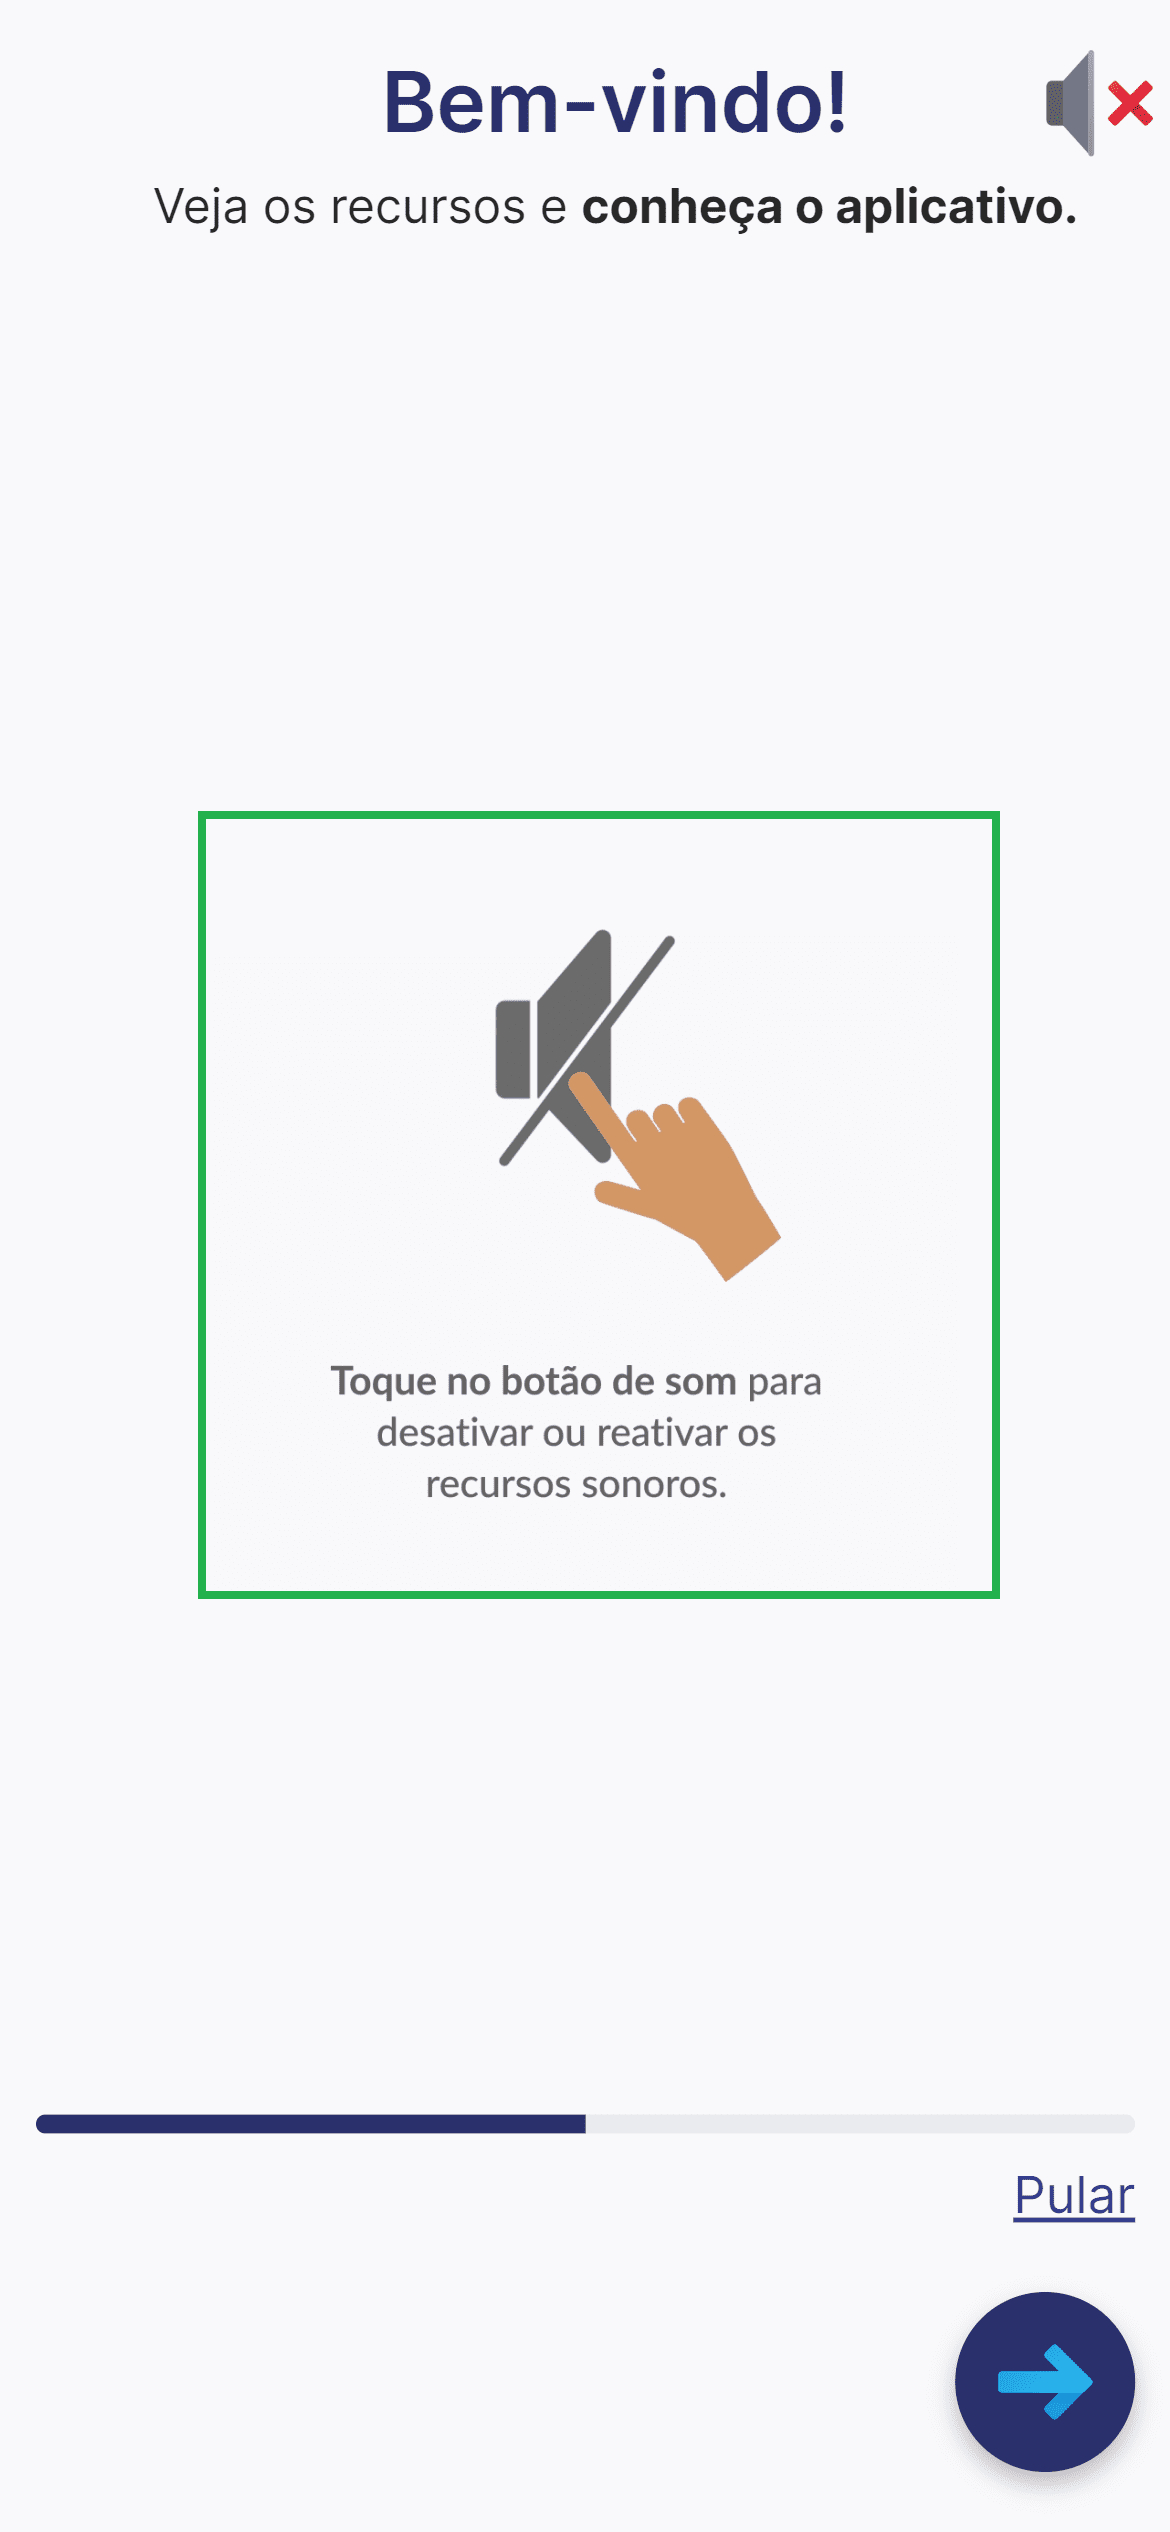 Bem-vindo!
Veja os recursos e conheça o aplicativo.
Toque no botão de som para
desativar ou reativar os
recursos sonoros.
Pular